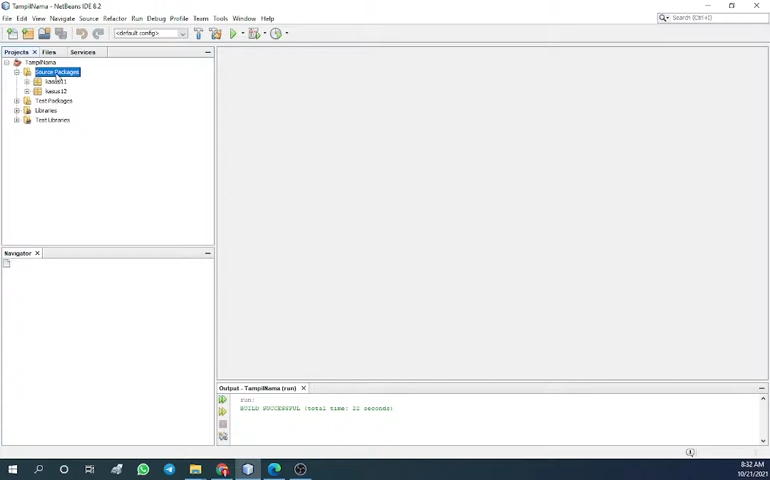 TampilNama - NetBeans IDE 8.2
File Edit View Navigate Source Refactor Run Debug Profile Team Tools Window Help
Search (Ctrl+I)
<default config>
Projects Files Services
TampilNama
Source Packages
kasus11
kasus12
Test Packages
Libraries
Test Libraries
Navigator
Output - TampilNama (run)
run:
BUILD SUCCESSFUL (total time: 22 seconds)
8:32 AM
10/21/2021